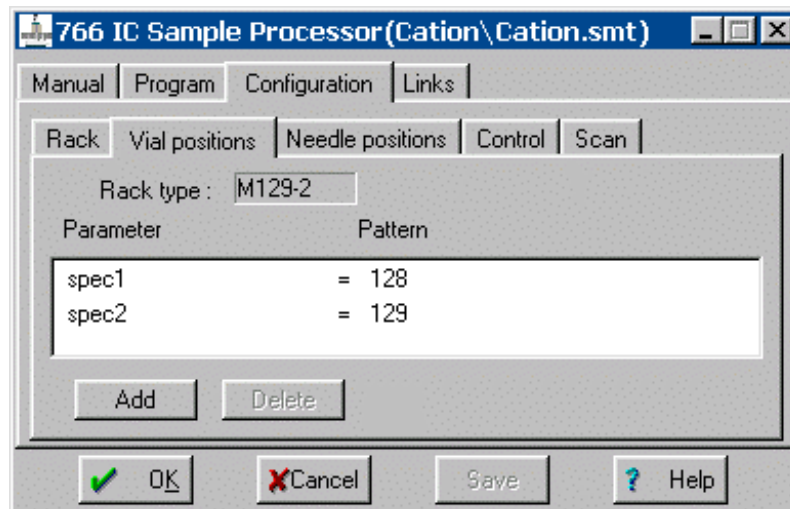 766 IC Sample Processor(Cation\Cation.smt)
Manual Program Configuration Links
Rack Vial positions Needle positions Control Scan
Rack type : M129-2
Parameter Pattern
spec1 = 128
spec2 = 129
Add Delete
OK Cancel Save ? Help